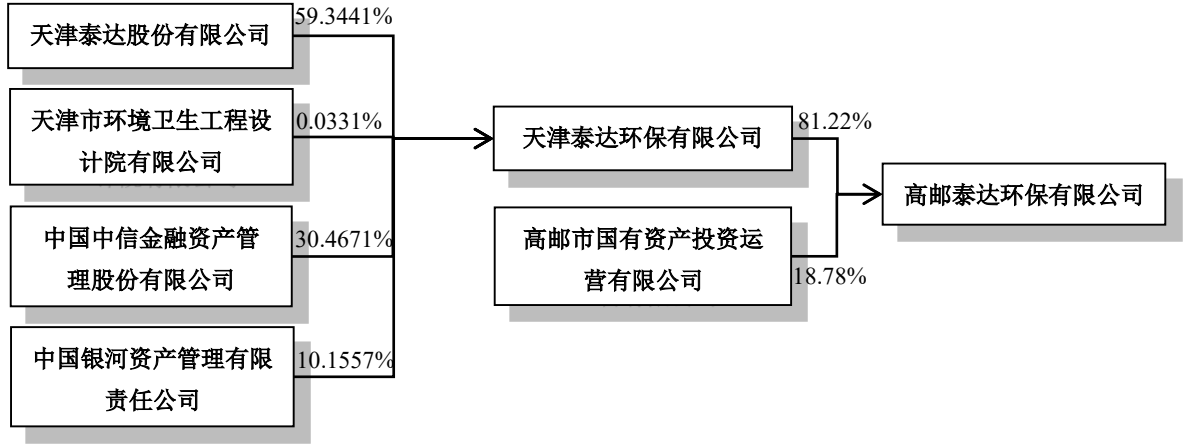 天津泰达股份有限公司
59.3441%
天津市环境卫生工程设
计院有限公司
0.0331%
中国中信金融资产管
理股份有限公司
30.4671%
中国银河资产管理有限
责任公司
10.1557%
天津泰达环保有限公司
81.22%
高邮市国有资产投资运
营有限公司
18.78%
高邮泰达环保有限公司